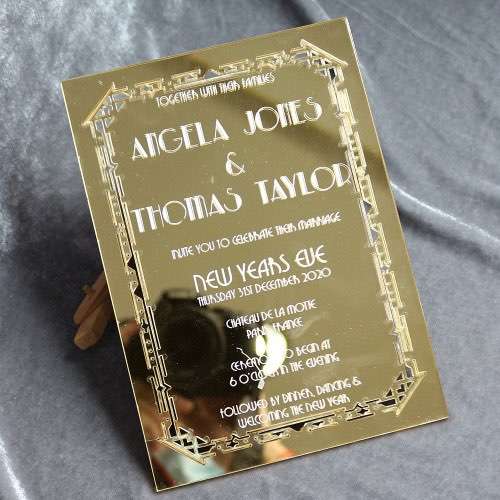 TOGETHER WITH THEIR FAMILIES
ANGELA JONES
&
THOMAS TAYLOR
INVITE YOU TO CELEBRATE THEIR MARRIAGE
NEW YEARS EVE
THURSDAY 31ST DECEMBER 2020
CHATEAU DE LA MOTTE
PARIS FRANCE
CEREMONY TO BEGIN AT
6 O'CLOCK IN THE EVENING
FOLLOWED BY DINNER, DANCING &
WELCOMING THE NEW YEAR